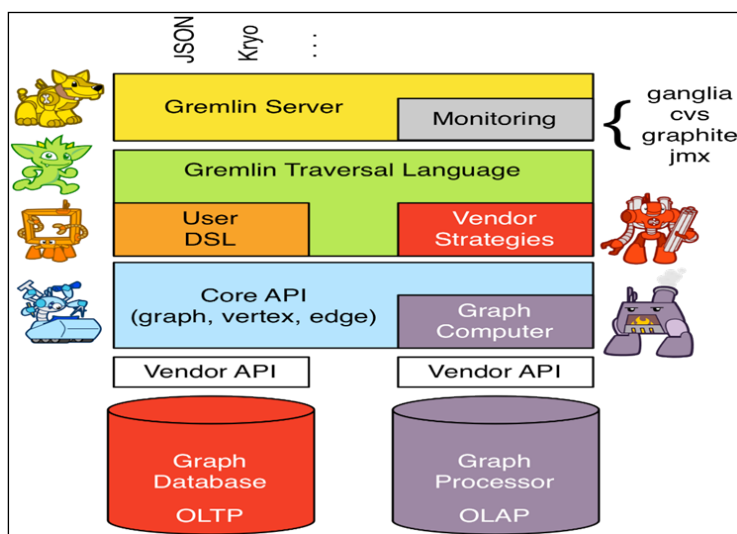 JSON
Kryo
...
Gremlin Server
Monitoring
ganglia
cvs
graphite
jmx
Gremlin Traversal Language
User
DSL
Vendor
Strategies
Core API
(graph, vertex, edge)
Graph
Computer
Vendor API
Vendor API
Graph
Database
OLTP
Graph
Processor
OLAP